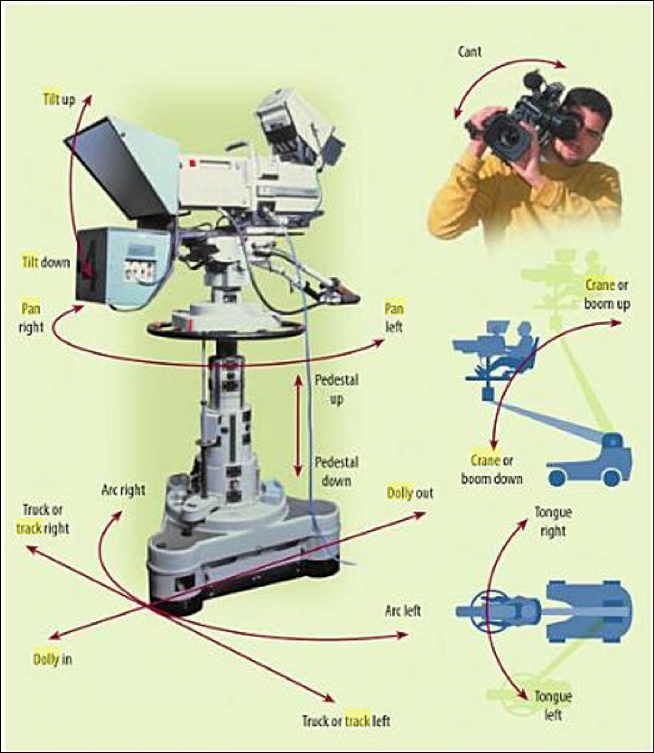 Cant
Tilt up
Tilt down
Crane or
boom up
Pan
right
Pan
left
Pedestal
up
Pedestal
down
Crane or
boom down
Arc right
Dolly out
Truck or
track right
Tongue
right
Arc left
Dolly in
Tongue
left
Truck or track left